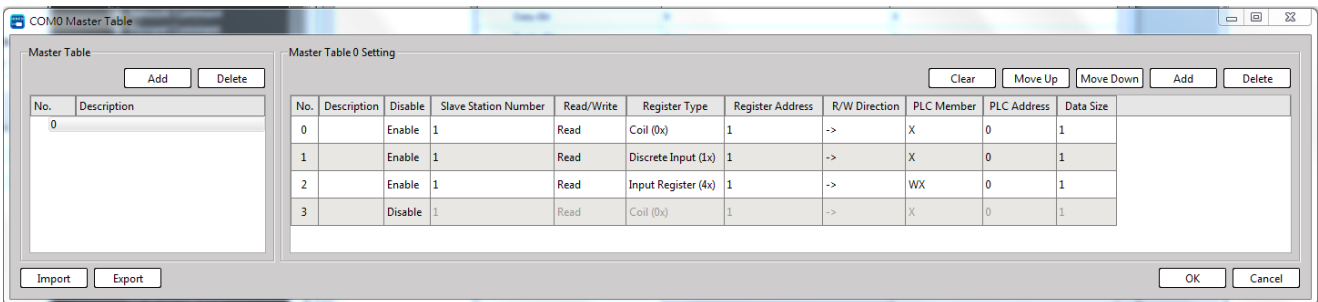 COM0 Master Table
Master Table
Add Delete
No. Description
0
Master Table 0 Setting
Clear Move Up Move Down Add Delete
No. Description Disable Slave Station Number Read/Write Register Type Register Address R/W Direction PLC Member PLC Address Data Size
0 Enable 1 Read Coil (0x) 1 -> X 0 1
1 Enable 1 Read Discrete Input (1x) 1 -> X 0 1
2 Enable 1 Read Input Register (4x) 1 -> WX 0 1
3 Disable 1 Read Coil (0x) 1 -> X 0 1
Import Export
OK Cancel